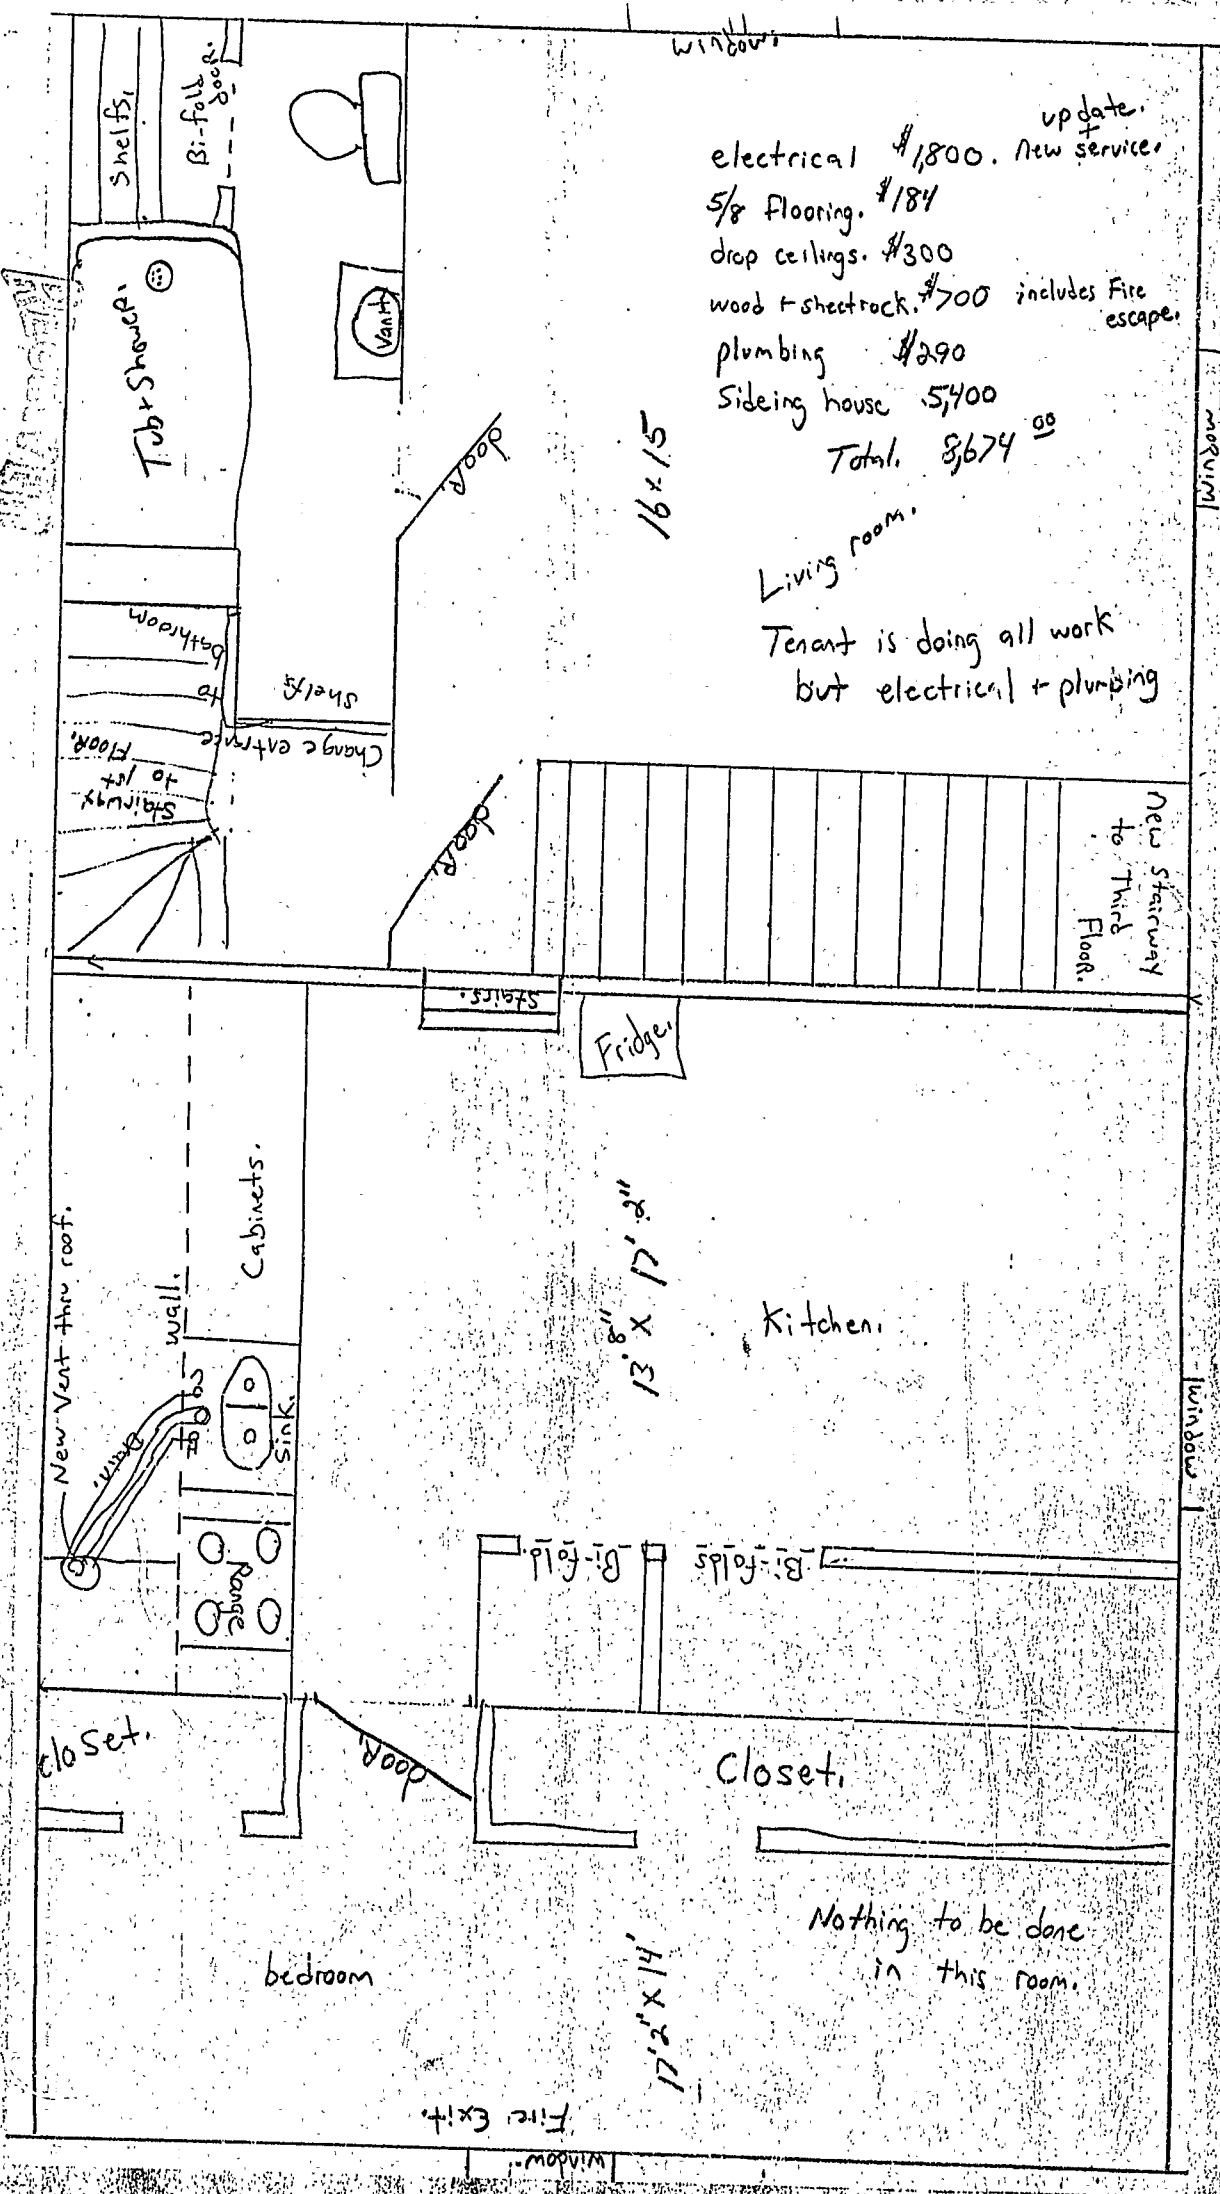 window.
Shelfs,
Bi-fold
door.
update.
+
electrical $1,800. New service.
5/8 Flooring. $184
drop ceilings. $300
wood + sheetrock. $700 includes Fire
escape.
plumbing $290
Sideing house 5,400
Total. 8,674 00
Tub + Shower.
Vanit
window
door.
16 x 15
Living room.
Tenant is doing all work
but electrical + plumbing
Shelfs
Change entrance
to
bathroom
Stairway
to 1st
Floor.
door.
New Stairway
to Third
Floor.
Stairs.
Fridge.
Cabinets.
New Vent thru roof.
wall.
13' 8" x 17' 2"
Kitchen.
Sink.
Drain.
window
Range
Bi-fold.
Bi-folds
closet.
door
Closet.
bedroom
17' 2" x 14'
Nothing to be done
in this room.
Fire Exit.
window.